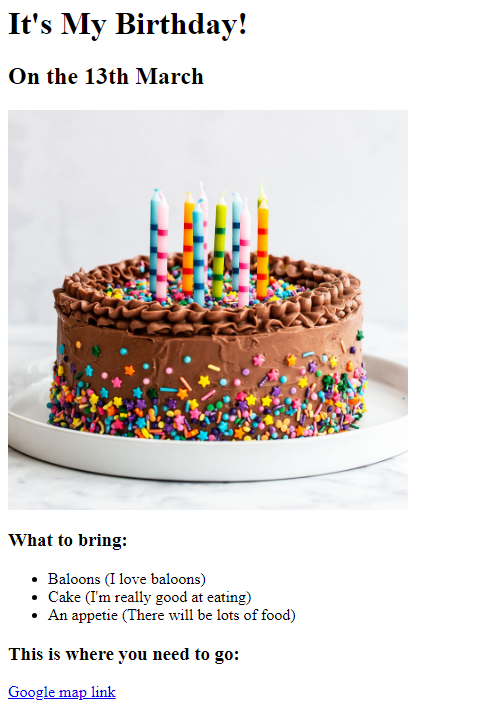 It's My Birthday!
On the 13th March
What to bring:
Baloons (I love baloons)
Cake (I'm really good at eating)
An appetie (There will be lots of food)
This is where you need to go:
Google map link